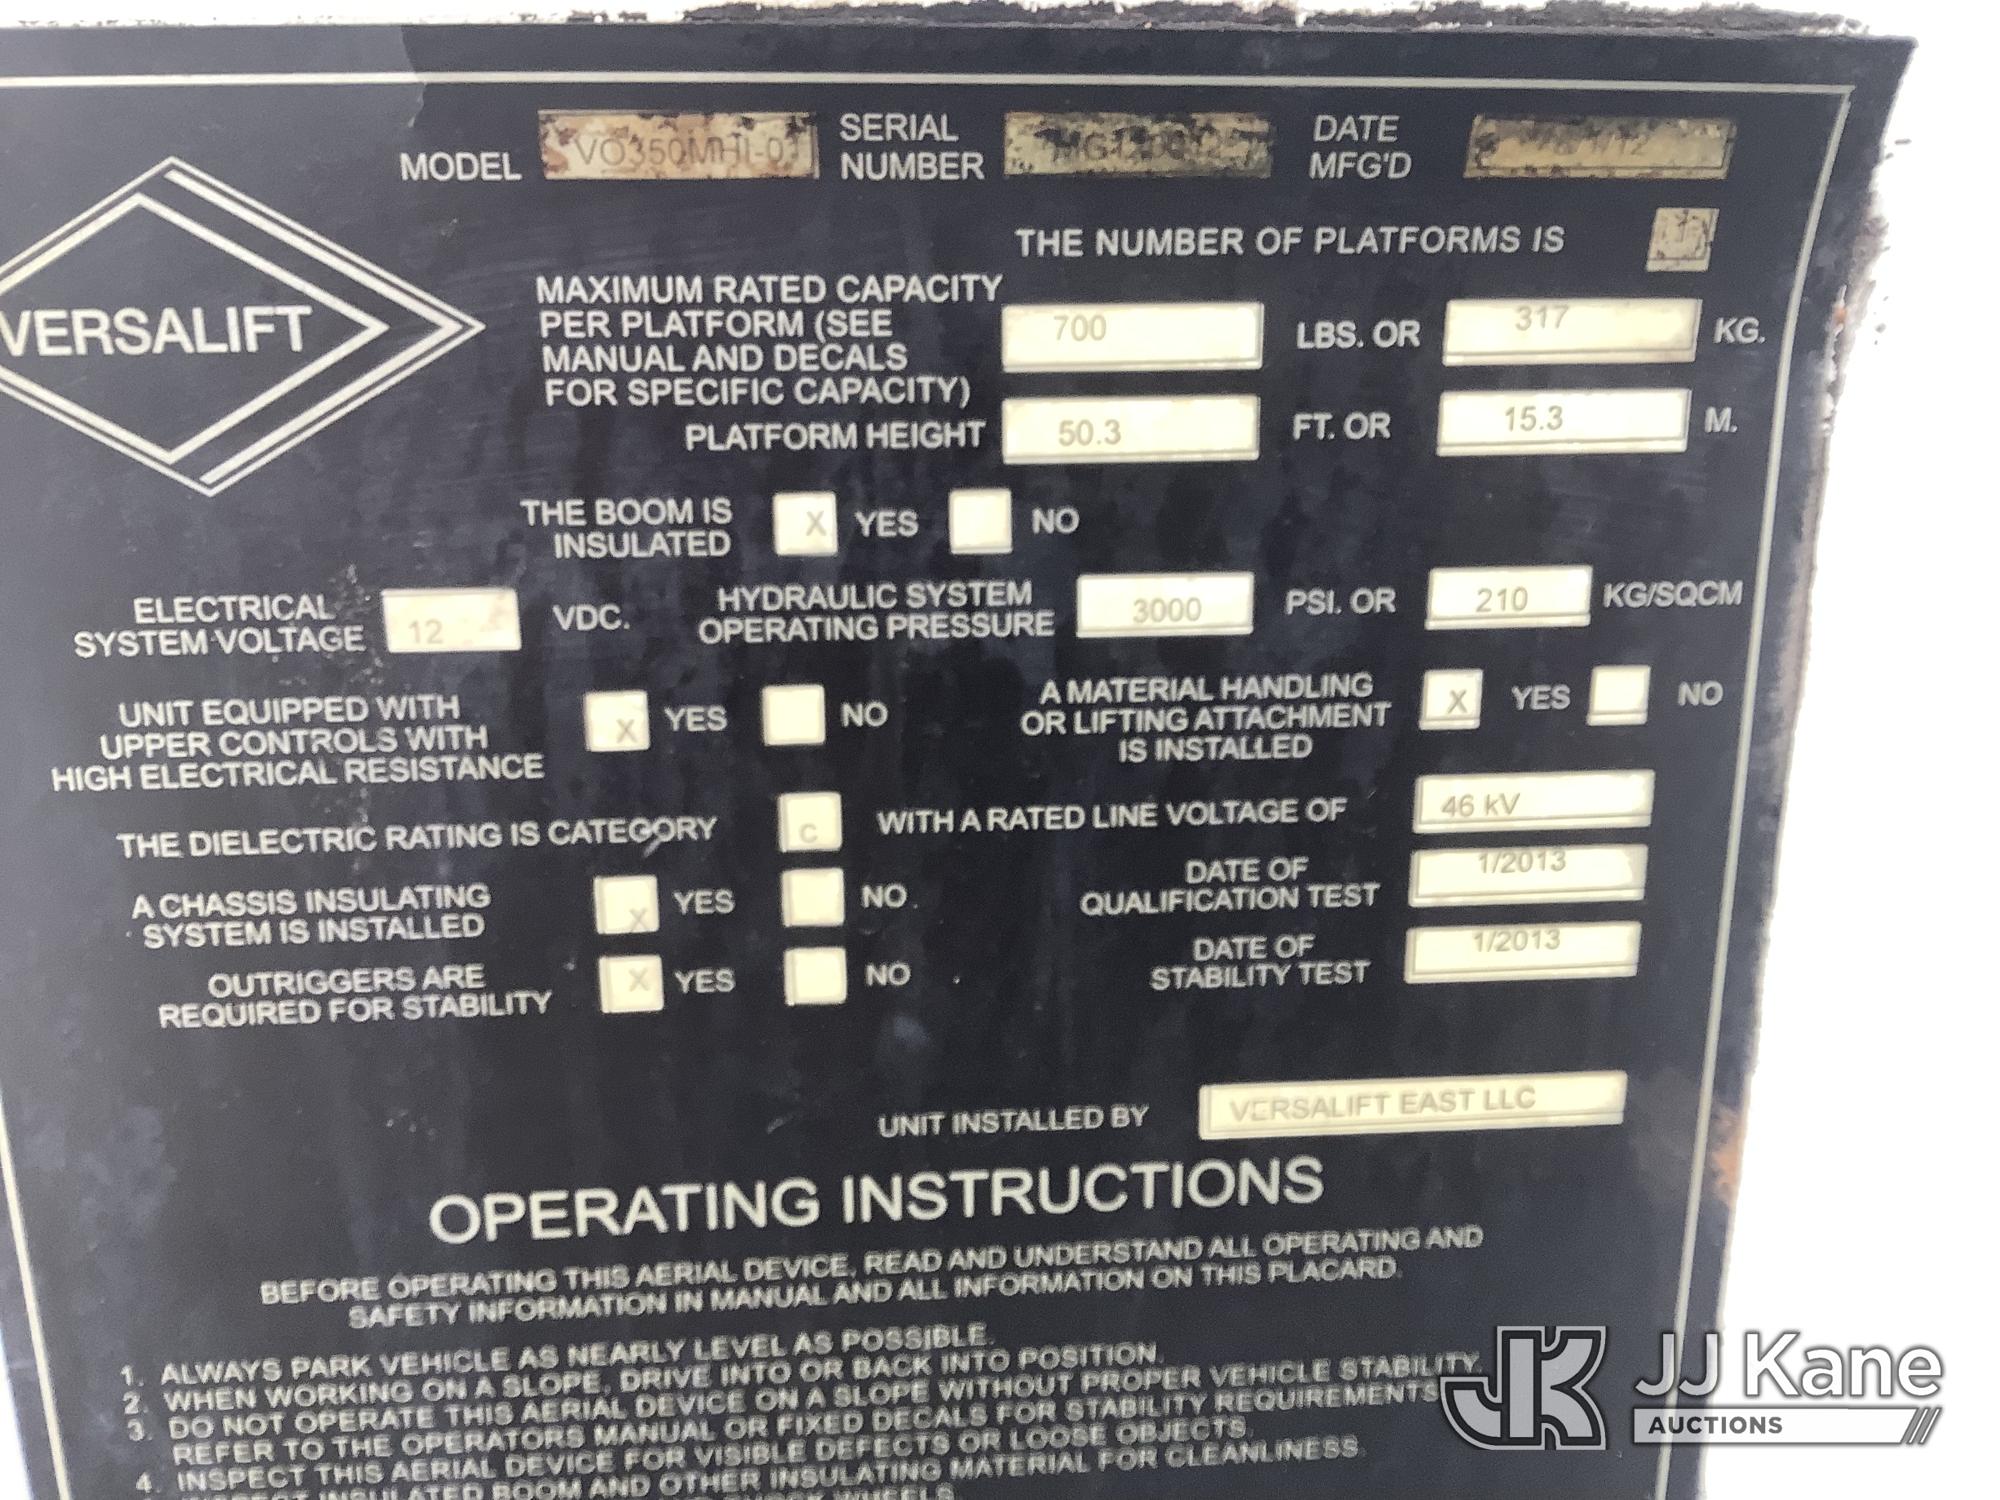 VERSALIFT
MODEL VO350MHI-01
SERIAL NUMBER
DATE MFG'D /12
THE NUMBER OF PLATFORMS IS
MAXIMUM RATED CAPACITY
PER PLATFORM (SEE
MANUAL AND DECALS
FOR SPECIFIC CAPACITY)
700 LBS. OR 317 KG.
PLATFORM HEIGHT 50.3 FT. OR 15.3 M.
THE BOOM IS
INSULATED
X YES NO
ELECTRICAL
SYSTEM VOLTAGE
12 VDC.
HYDRAULIC SYSTEM
OPERATING PRESSURE
3000 PSI. OR 210 KG/SQCM
UNIT EQUIPPED WITH
UPPER CONTROLS WITH
HIGH ELECTRICAL RESISTANCE
X YES NO
A MATERIAL HANDLING
OR LIFTING ATTACHMENT
IS INSTALLED
X YES NO
THE DIELECTRIC RATING IS CATEGORY C WITH A RATED LINE VOLTAGE OF 46 kV
A CHASSIS INSULATING
SYSTEM IS INSTALLED
X YES NO
DATE OF
QUALIFICATION TEST
1/2013
OUTRIGGERS ARE
REQUIRED FOR STABILITY
X YES NO
DATE OF
STABILITY TEST
1/2013
UNIT INSTALLED BY VERSALIFT EAST LLC
OPERATING INSTRUCTIONS
BEFORE OPERATING THIS AERIAL DEVICE, READ AND UNDERSTAND ALL OPERATING AND
SAFETY INFORMATION IN MANUAL AND ALL INFORMATION ON THIS PLACARD.
1. ALWAYS PARK VEHICLE AS NEARLY LEVEL AS POSSIBLE.
2. WHEN WORKING ON A SLOPE, DRIVE INTO OR BACK INTO POSITION.
3. DO NOT OPERATE THIS AERIAL DEVICE ON A SLOPE WITHOUT PROPER VEHICLE STABILITY.
REFER TO THE OPERATORS MANUAL OR FIXED DECALS FOR STABILITY REQUIREMENTS
4. INSPECT THIS AERIAL DEVICE FOR VISIBLE DEFECTS OR LOOSE OBJECTS.
INSPECT INSULATED BOOM AND OTHER INSULATING MATERIAL FOR CLEANLINESS.
WHEELS
JK JJ Kane
AUCTIONS